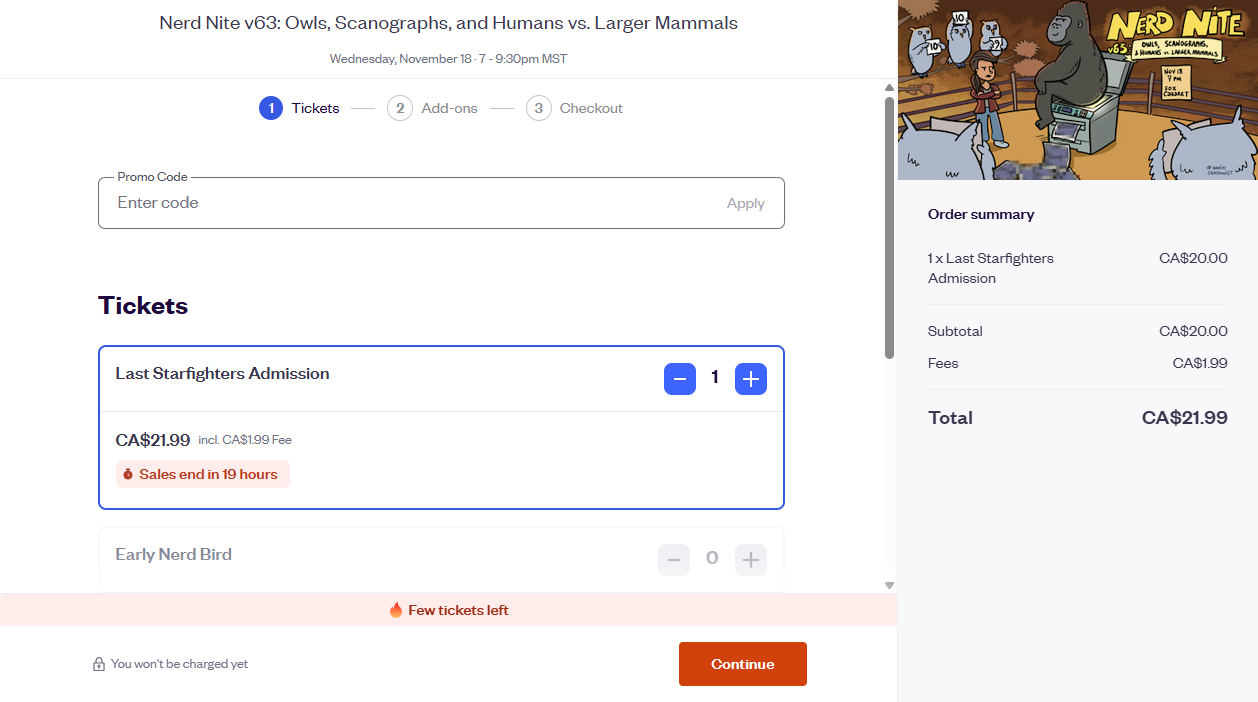 Nerd Nite v63: Owls, Scanographs, and Humans vs. Larger Mammals
Wednesday, November 18 · 7 - 9:30pm MST
1 Tickets
2 Add-ons
3 Checkout
Promo Code
Enter code
Apply
Tickets
Last Starfighters Admission
1
CA$21.99 incl. CA$1.99 Fee
Sales end in 19 hours
Early Nerd Bird
0
Few tickets left
You won't be charged yet
Continue
NERD NITE
v63:
OWLS, SCANOGRAPHS,
& HUMANS vs. LARGER MAMMALS
NOV 18
7 PM
FOX
CABARET
10
10
Order summary
1 x Last Starfighters
Admission
CA$20.00
Subtotal CA$20.00
Fees CA$1.99
Total CA$21.99